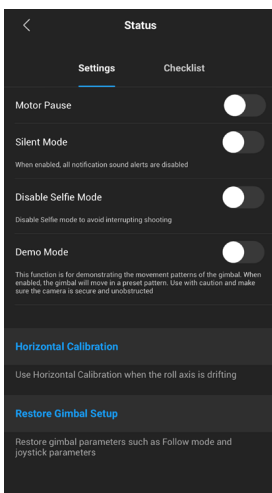 Status
Settings Checklist
Motor Pause
Silent Mode
When enabled, all notification sound alerts are disabled
Disable Selfie Mode
Disable Selfie mode to avoid interrupting shooting
Demo Mode
This function is for demonstrating the movement patterns of the gimbal. When
enabled, the gimbal will move in a preset pattern. Use with caution and make
sure the camera is secure and unobstructed
Horizontal Calibration
Use Horizontal Calibration when the roll axis is drifting
Restore Gimbal Setup
Restore gimbal parameters such as Follow mode and
joystick parameters